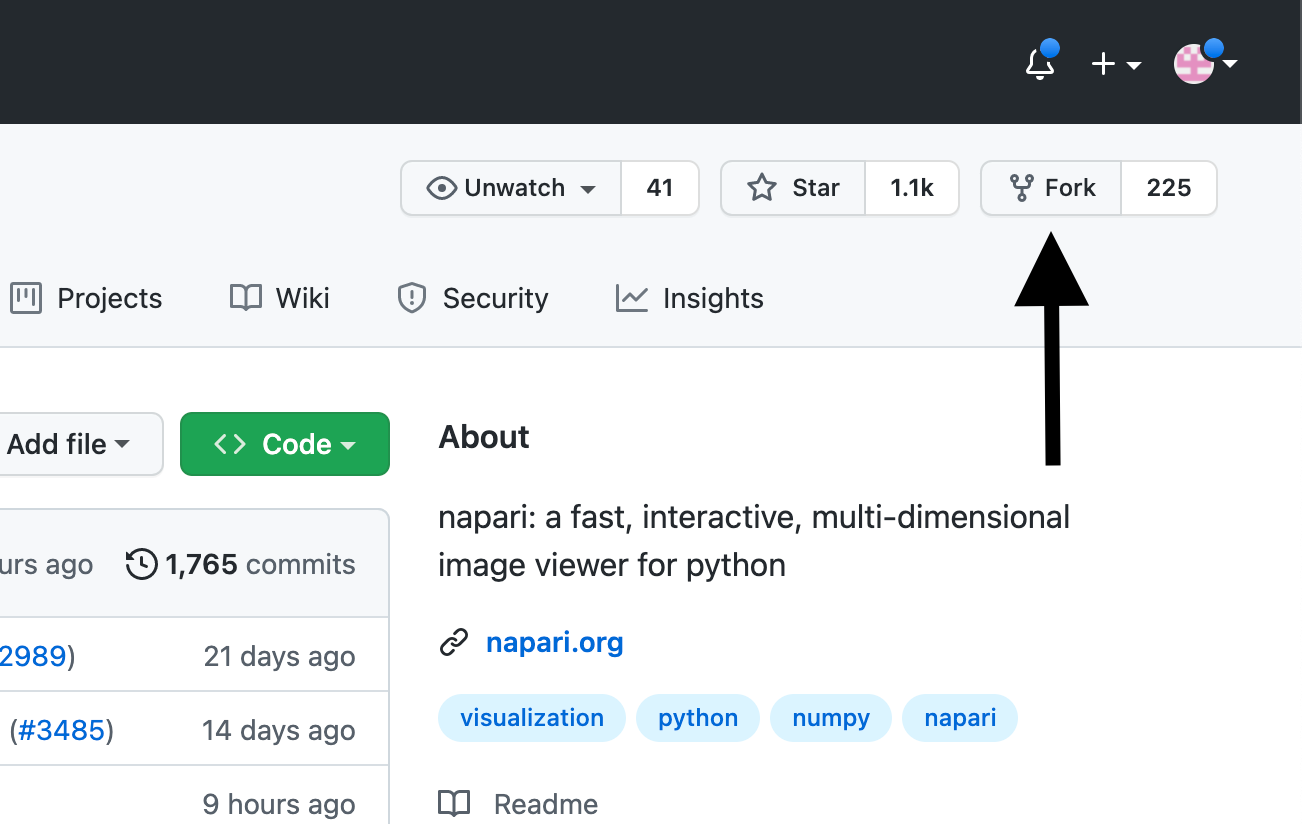 Unwatch 41 Star 1.1k Fork 225
Projects Wiki Security Insights
Add file Code
About
napari: a fast, interactive, multi-dimensional
image viewer for python
urs ago 1,765 commits
napari.org
2989) 21 days ago
visualization python numpy napari
(#3485) 14 days ago
9 hours ago
Readme